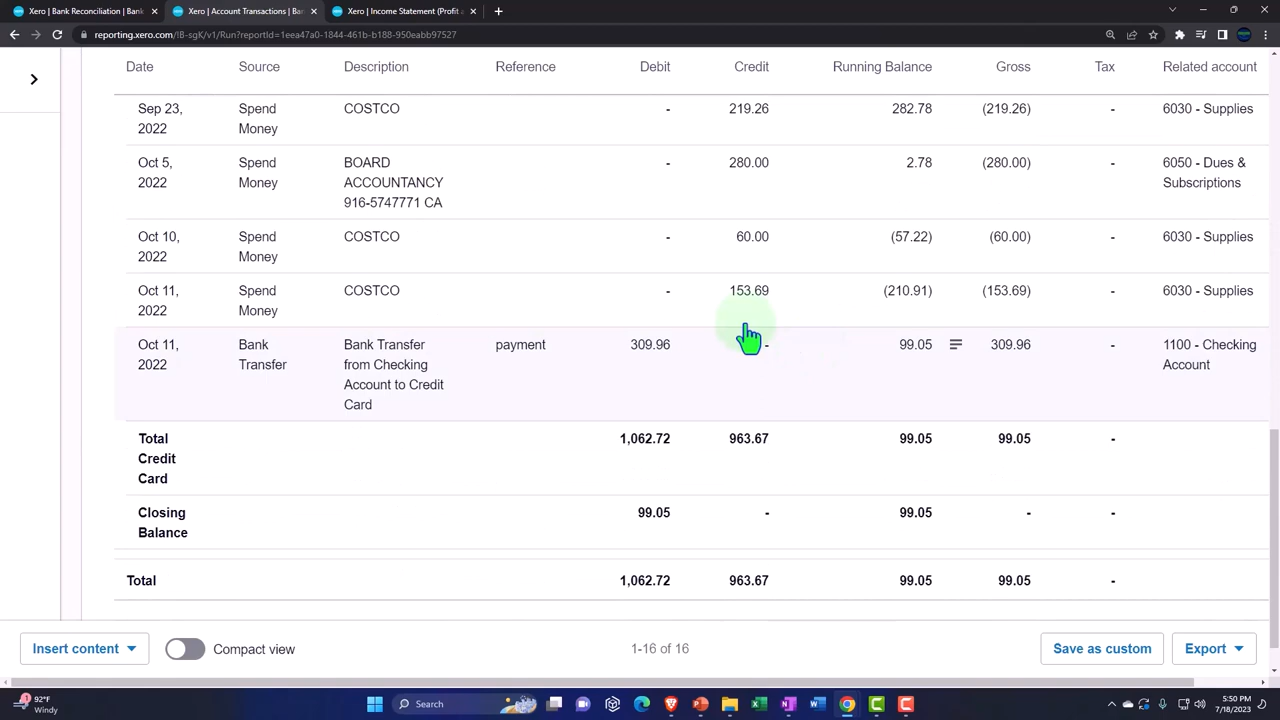 Xero | Bank Reconciliation | Bank
Xero | Account Transactions | Ban
Xero | Income Statement (Profit a
reporting.xero.com/IB-sgK/v1/Run?reportId=1eea47a0-1844-461b-b188-950eabb97527
Date Source Description Reference Debit Credit Running Balance Gross Tax Related account
Sep 23, Spend COSTCO - 219.26 282.78 (219.26) - 6030 - Supplies
2022 Money
Oct 5, Spend BOARD - 280.00 2.78 (280.00) - 6050 - Dues &
2022 Money ACCOUNTANCY Subscriptions
916-5747771 CA
Oct 10, Spend COSTCO - 60.00 (57.22) (60.00) - 6030 - Supplies
2022 Money
Oct 11, Spend COSTCO - 153.69 (210.91) (153.69) - 6030 - Supplies
2022 Money
Oct 11, Bank Bank Transfer payment 309.96 - 99.05 309.96 - 1100 - Checking
2022 Transfer from Checking Account
Account to Credit
Card
Total 1,062.72 963.67 99.05 99.05 -
Credit
Card
Closing 99.05 - 99.05 - -
Balance
Total 1,062.72 963.67 99.05 99.05 -
Insert content Compact view 1-16 of 16 Save as custom Export
92°F Search 5:50 PM
Windy 7/18/2023